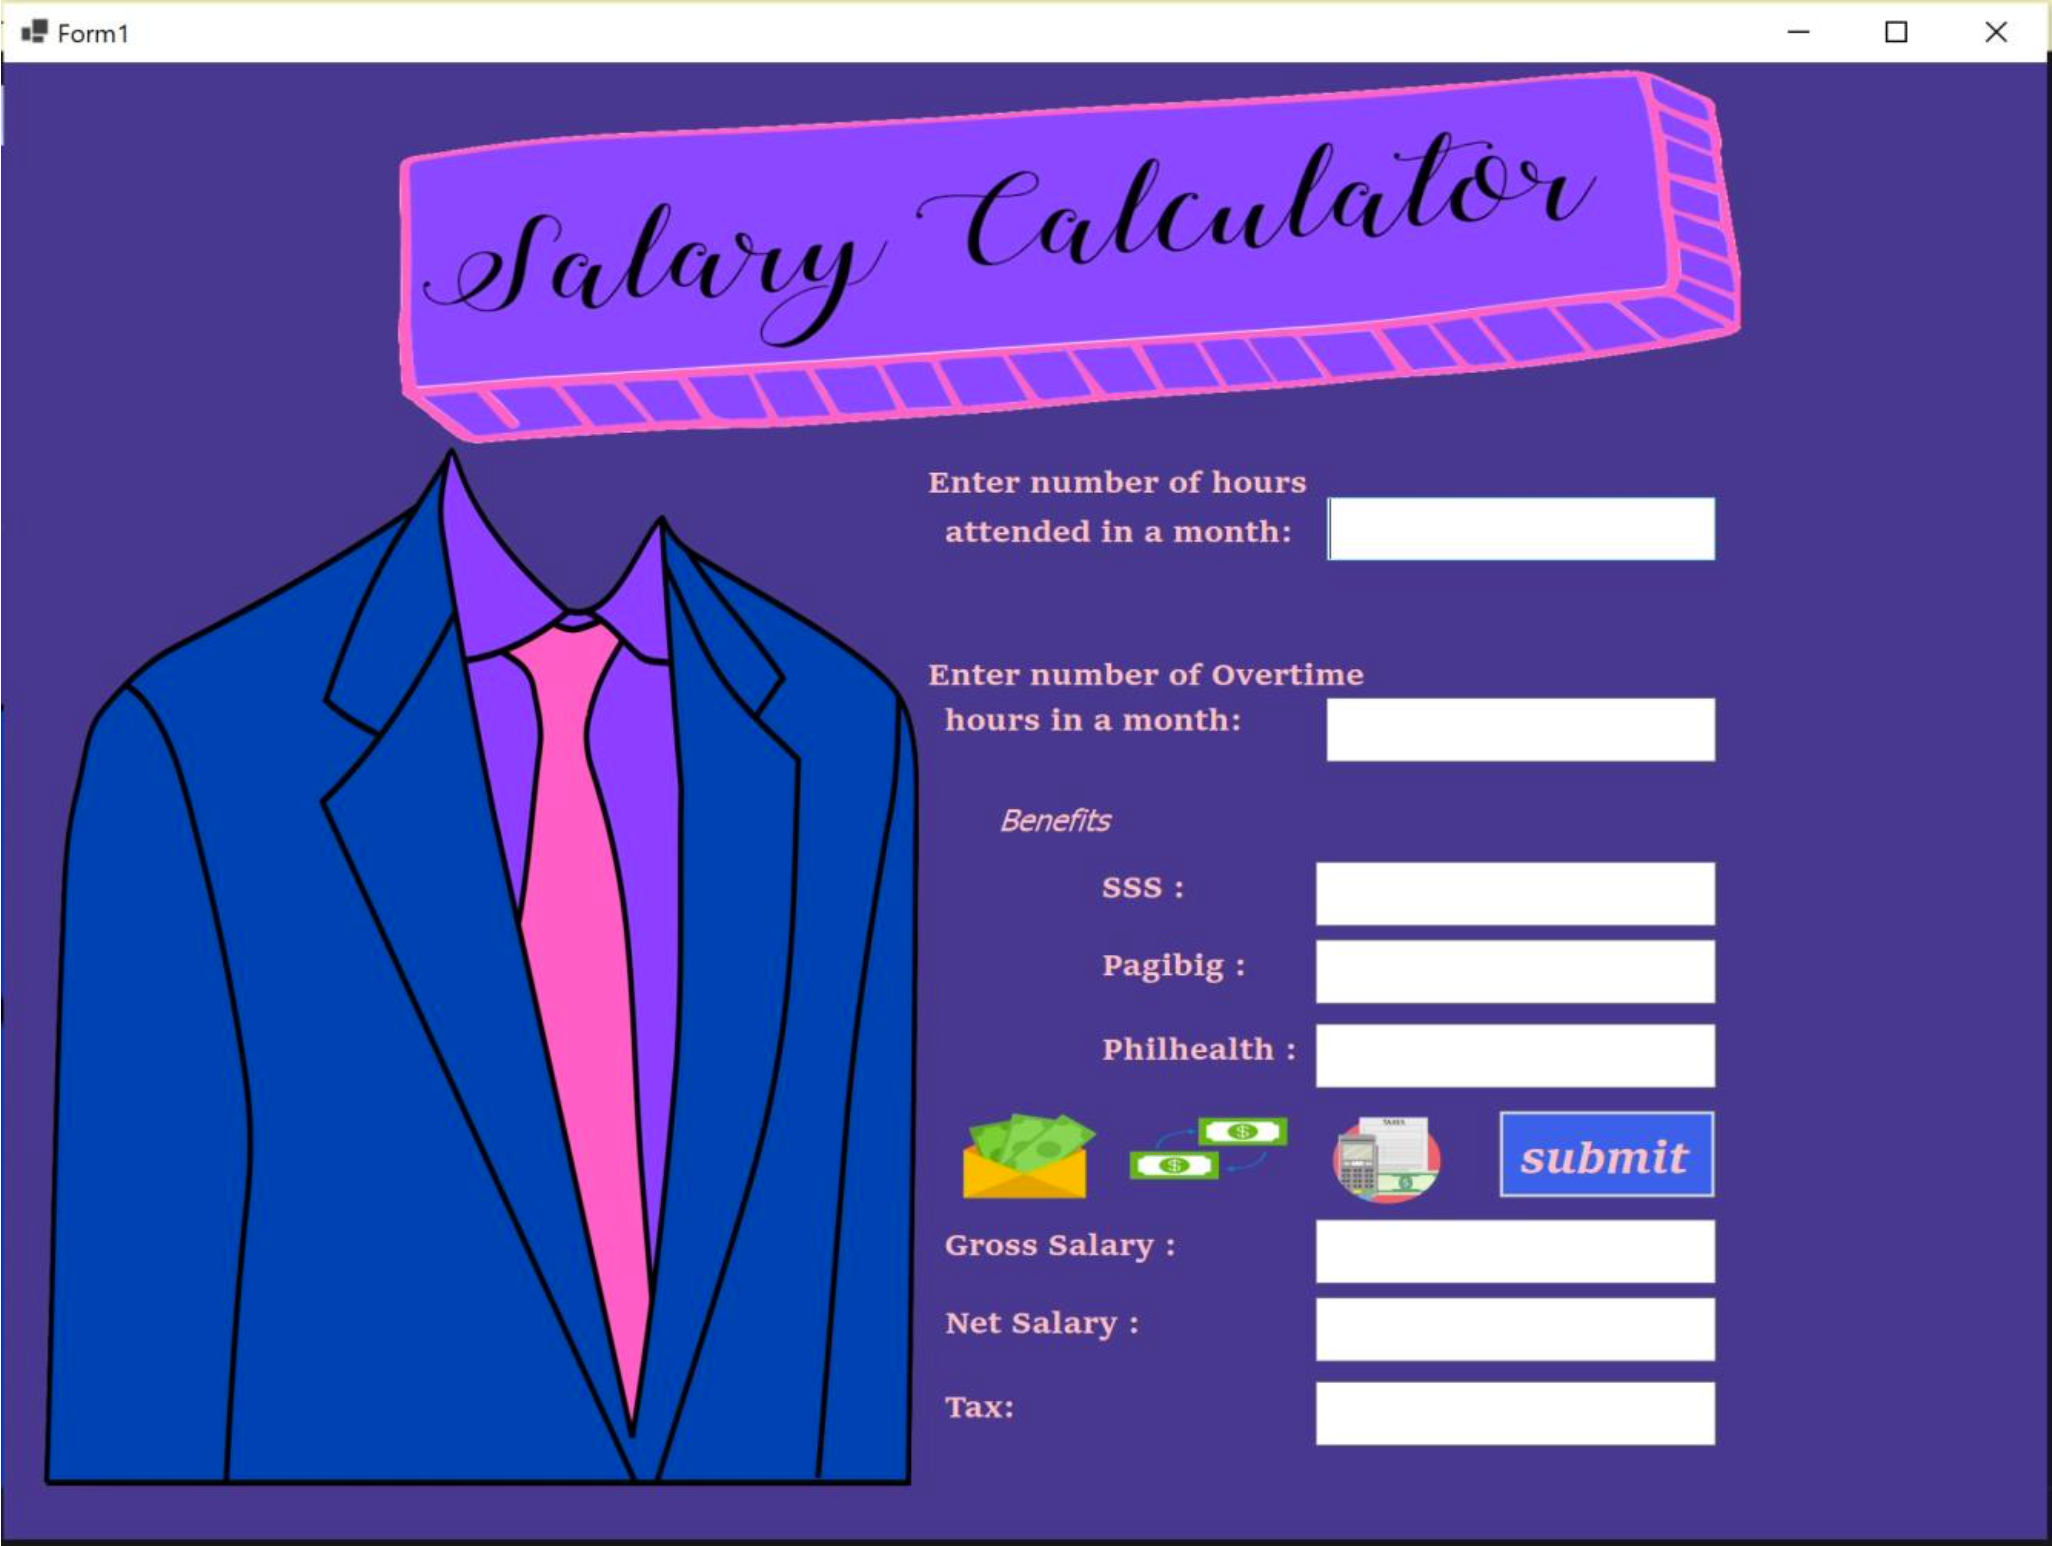 Form1
Salary Calculator
Enter number of hours
attended in a month:
Enter number of Overtime
hours in a month:
Benefits
SSS :
Pagibig :
Philhealth :
TAXES
submit
Gross Salary :
Net Salary :
Tax: